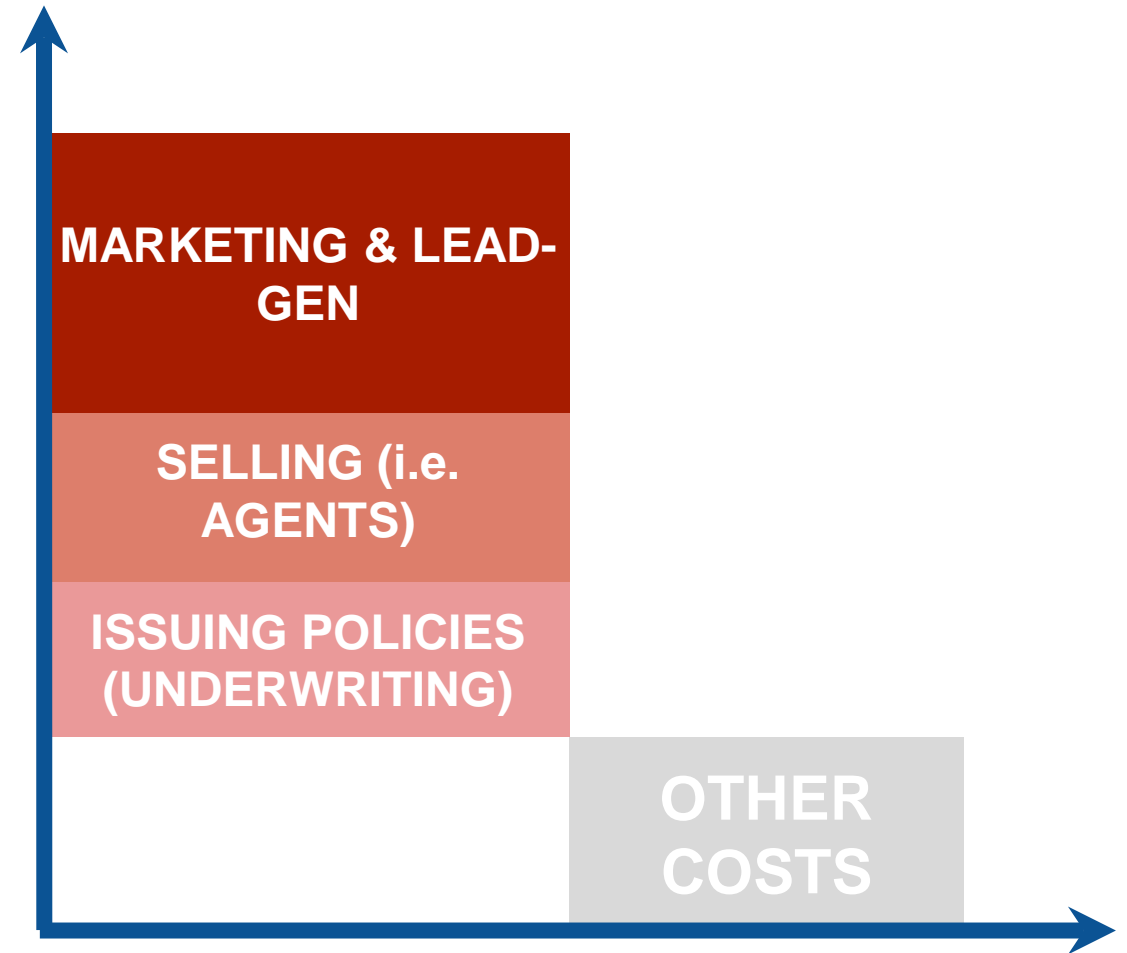 MARKETING & LEAD-
GEN
SELLING (i.e.
AGENTS)
ISSUING POLICIES
(UNDERWRITING)
OTHER
COSTS